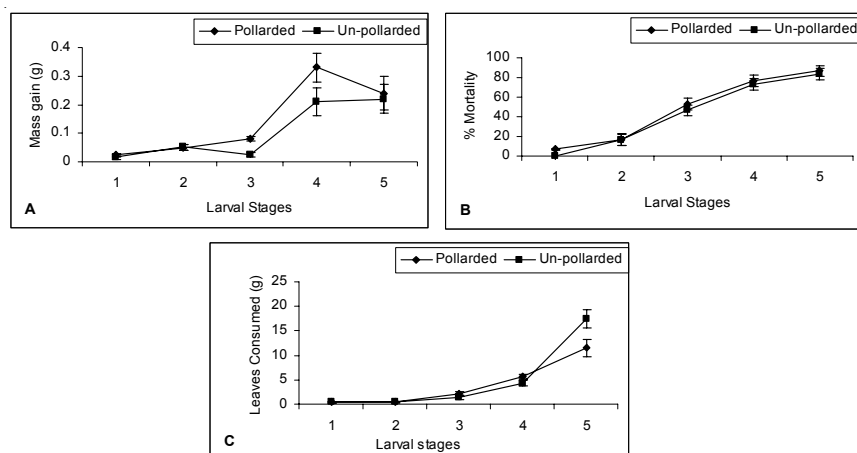 Pollarded Un-pollarded
Mass gain (g)
0.4
0.3
0.2
0.1
0
1 2 3 4 5
Larval Stages
A
Pollarded Un-pollarded
% Mortality
100
80
60
40
20
0
1 2 3 4 5
Larval Stages
B
Pollarded Un-pollarded
Leaves Consumed (g)
25
20
15
10
5
0
1 2 3 4 5
Larval stages
C